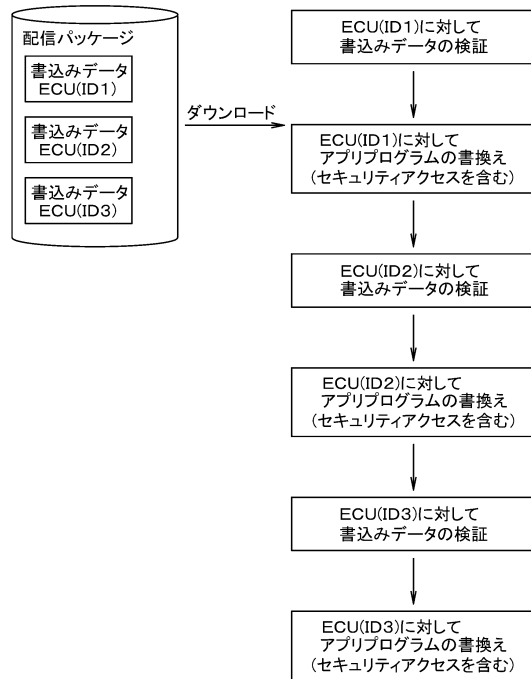 配信パッケージ
書込みデータ
ECU(ID1)
書込みデータ
ECU(ID2)
書込みデータ
ECU(ID3)
ダウンロード
ECU(ID1)に対して
書込みデータの検証
ECU(ID1)に対して
アプリプログラムの書換え
(セキュリティアクセスを含む)
ECU(ID2)に対して
書込みデータの検証
ECU(ID2)に対して
アプリプログラムの書換え
(セキュリティアクセスを含む)
ECU(ID3)に対して
書込みデータの検証
ECU(ID3)に対して
アプリプログラムの書換え
(セキュリティアクセスを含む)